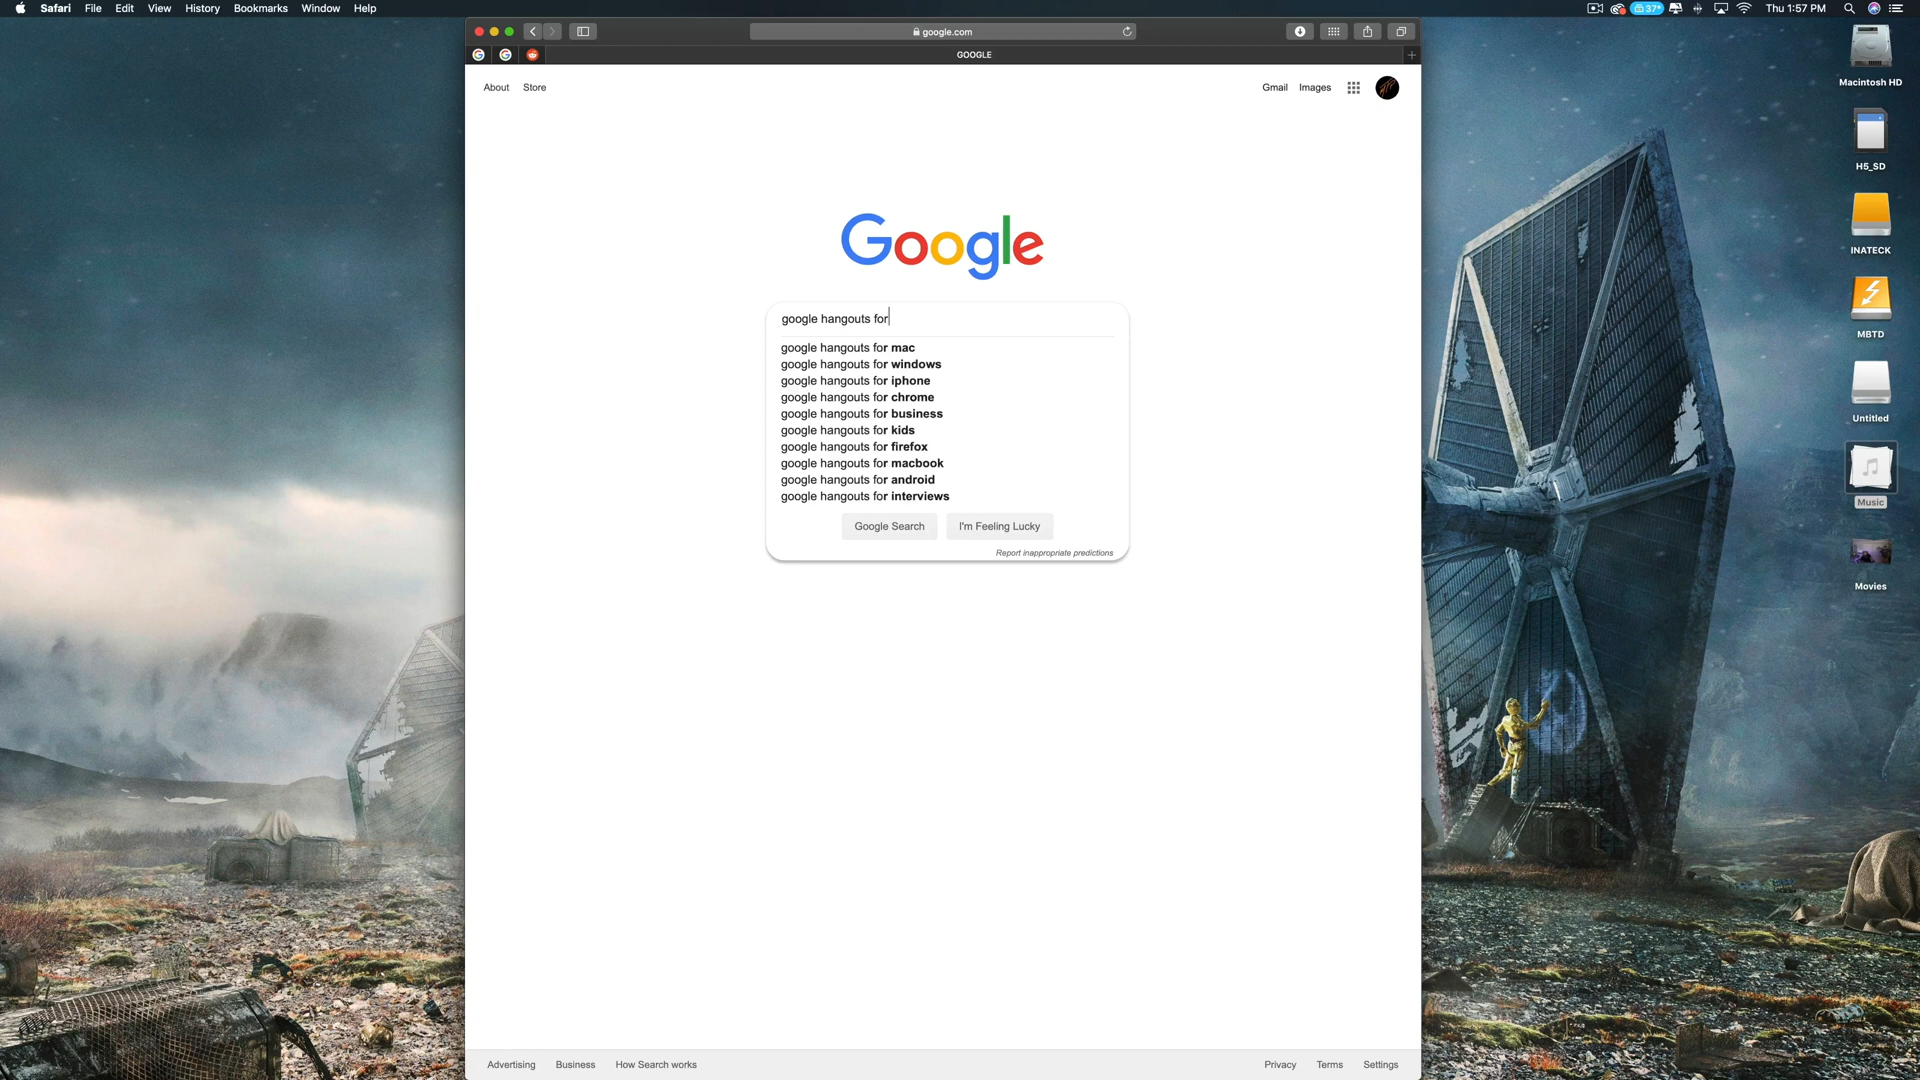 Safari File Edit View History Bookmarks Window Help
37° Thu 1:57 PM
google.com
GOOGLE
About Store
Gmail Images
Google
google hangouts for
google hangouts for mac
google hangouts for windows
google hangouts for iphone
google hangouts for chrome
google hangouts for business
google hangouts for kids
google hangouts for firefox
google hangouts for macbook
google hangouts for android
google hangouts for interviews
Google Search I'm Feeling Lucky
Report inappropriate predictions
Advertising Business How Search works
Privacy Terms Settings
Macintosh HD
H5_SD
INATECK
MBTD
Untitled
Music
Movies